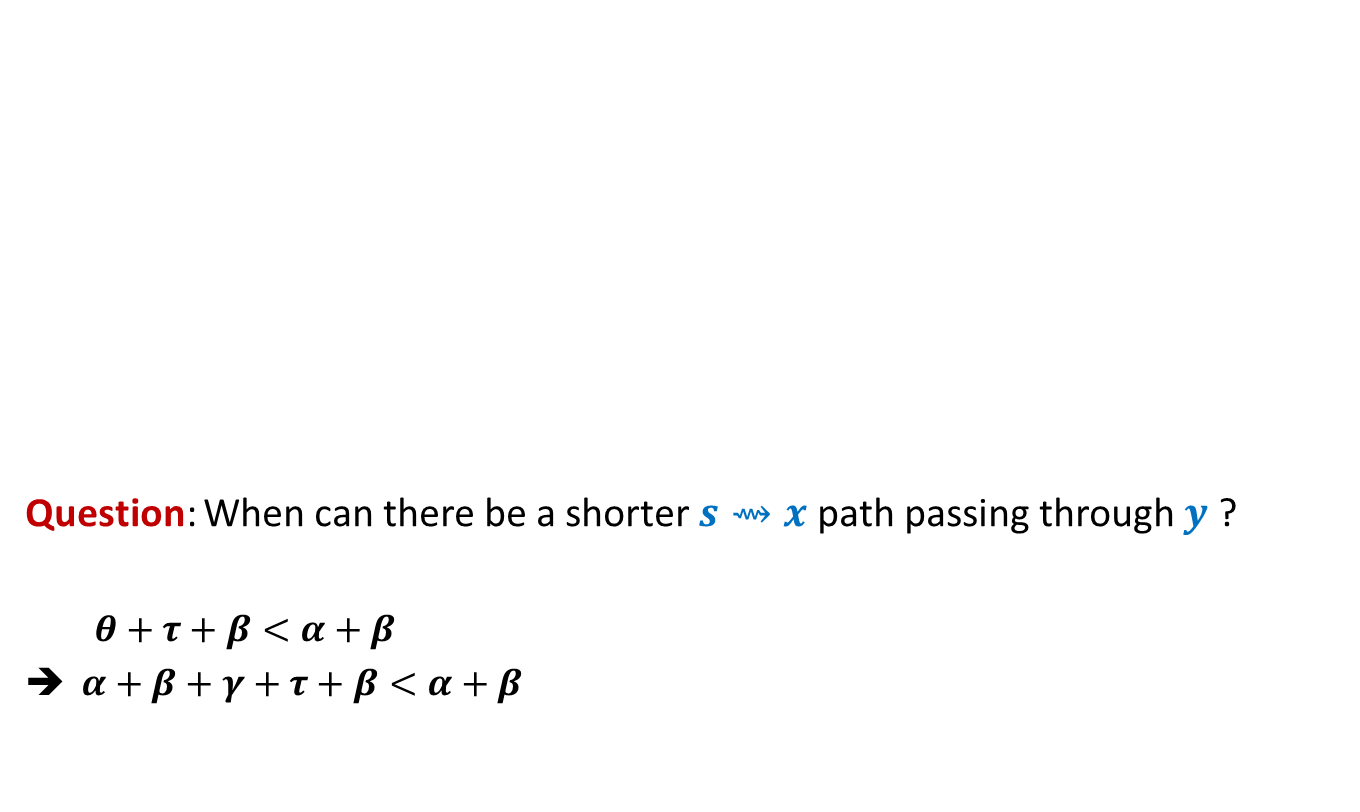 Question: When can there be a shorter s ⇝ x path passing through y ?
θ + τ + β < α + β
➔ α + β + γ + τ + β < α + β